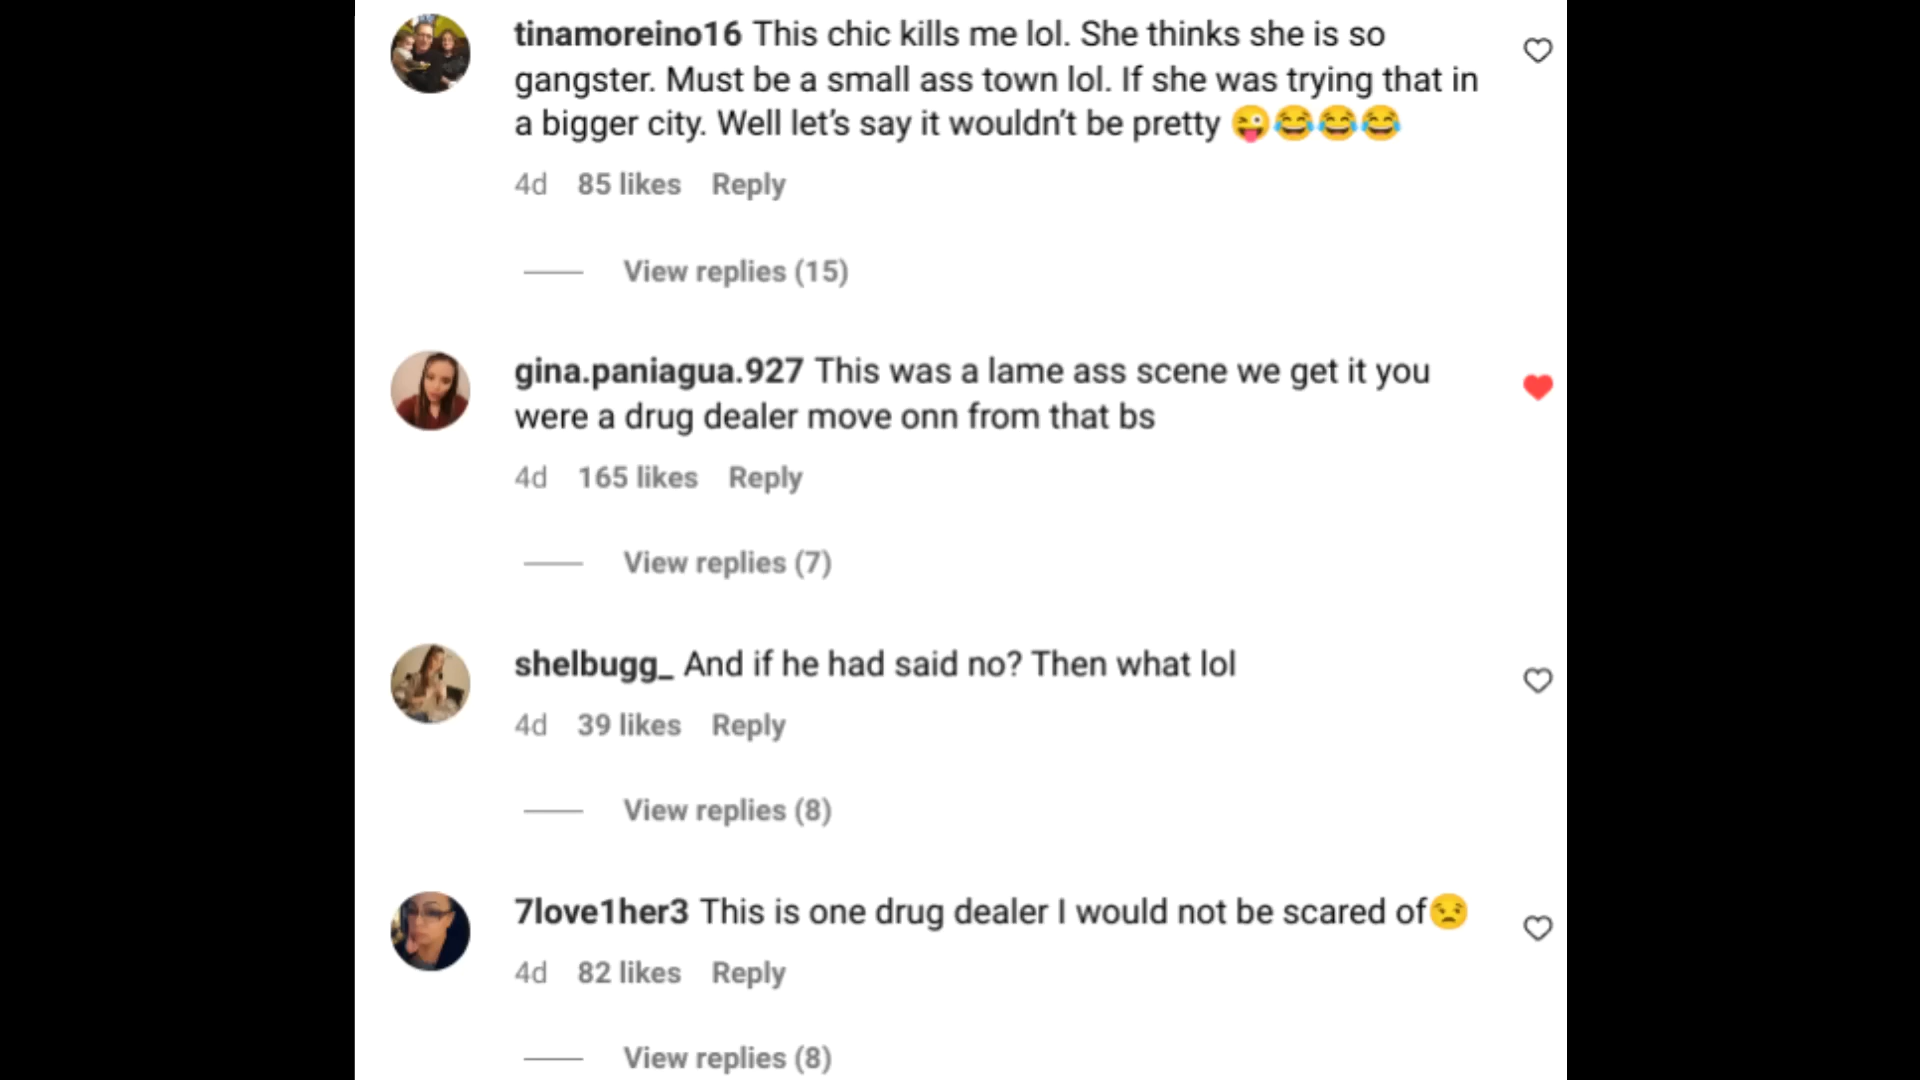 tinamoreino16 This chic kills me lol. She thinks she is so
gangster. Must be a small ass town lol. If she was trying that in
a bigger city. Well let's say it wouldn't be pretty 😜😂😂😂
4d 85 likes Reply
View replies (15)
gina.paniagua.927 This was a lame ass scene we get it you
were a drug dealer move onn from that bs
4d 165 likes Reply
View replies (7)
shelbugg_ And if he had said no? Then what lol
4d 39 likes Reply
View replies (8)
7love1her3 This is one drug dealer I would not be scared of😒
4d 82 likes Reply
View replies (8)